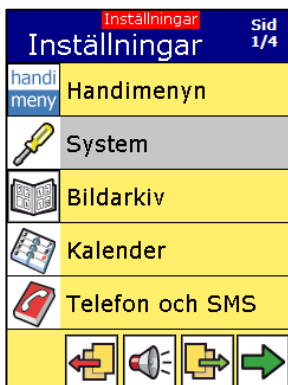 Inställningar
Inställningar
Sid
1/4
handi
meny
Handimenyn
System
Bildarkiv
Kalender
Telefon och SMS